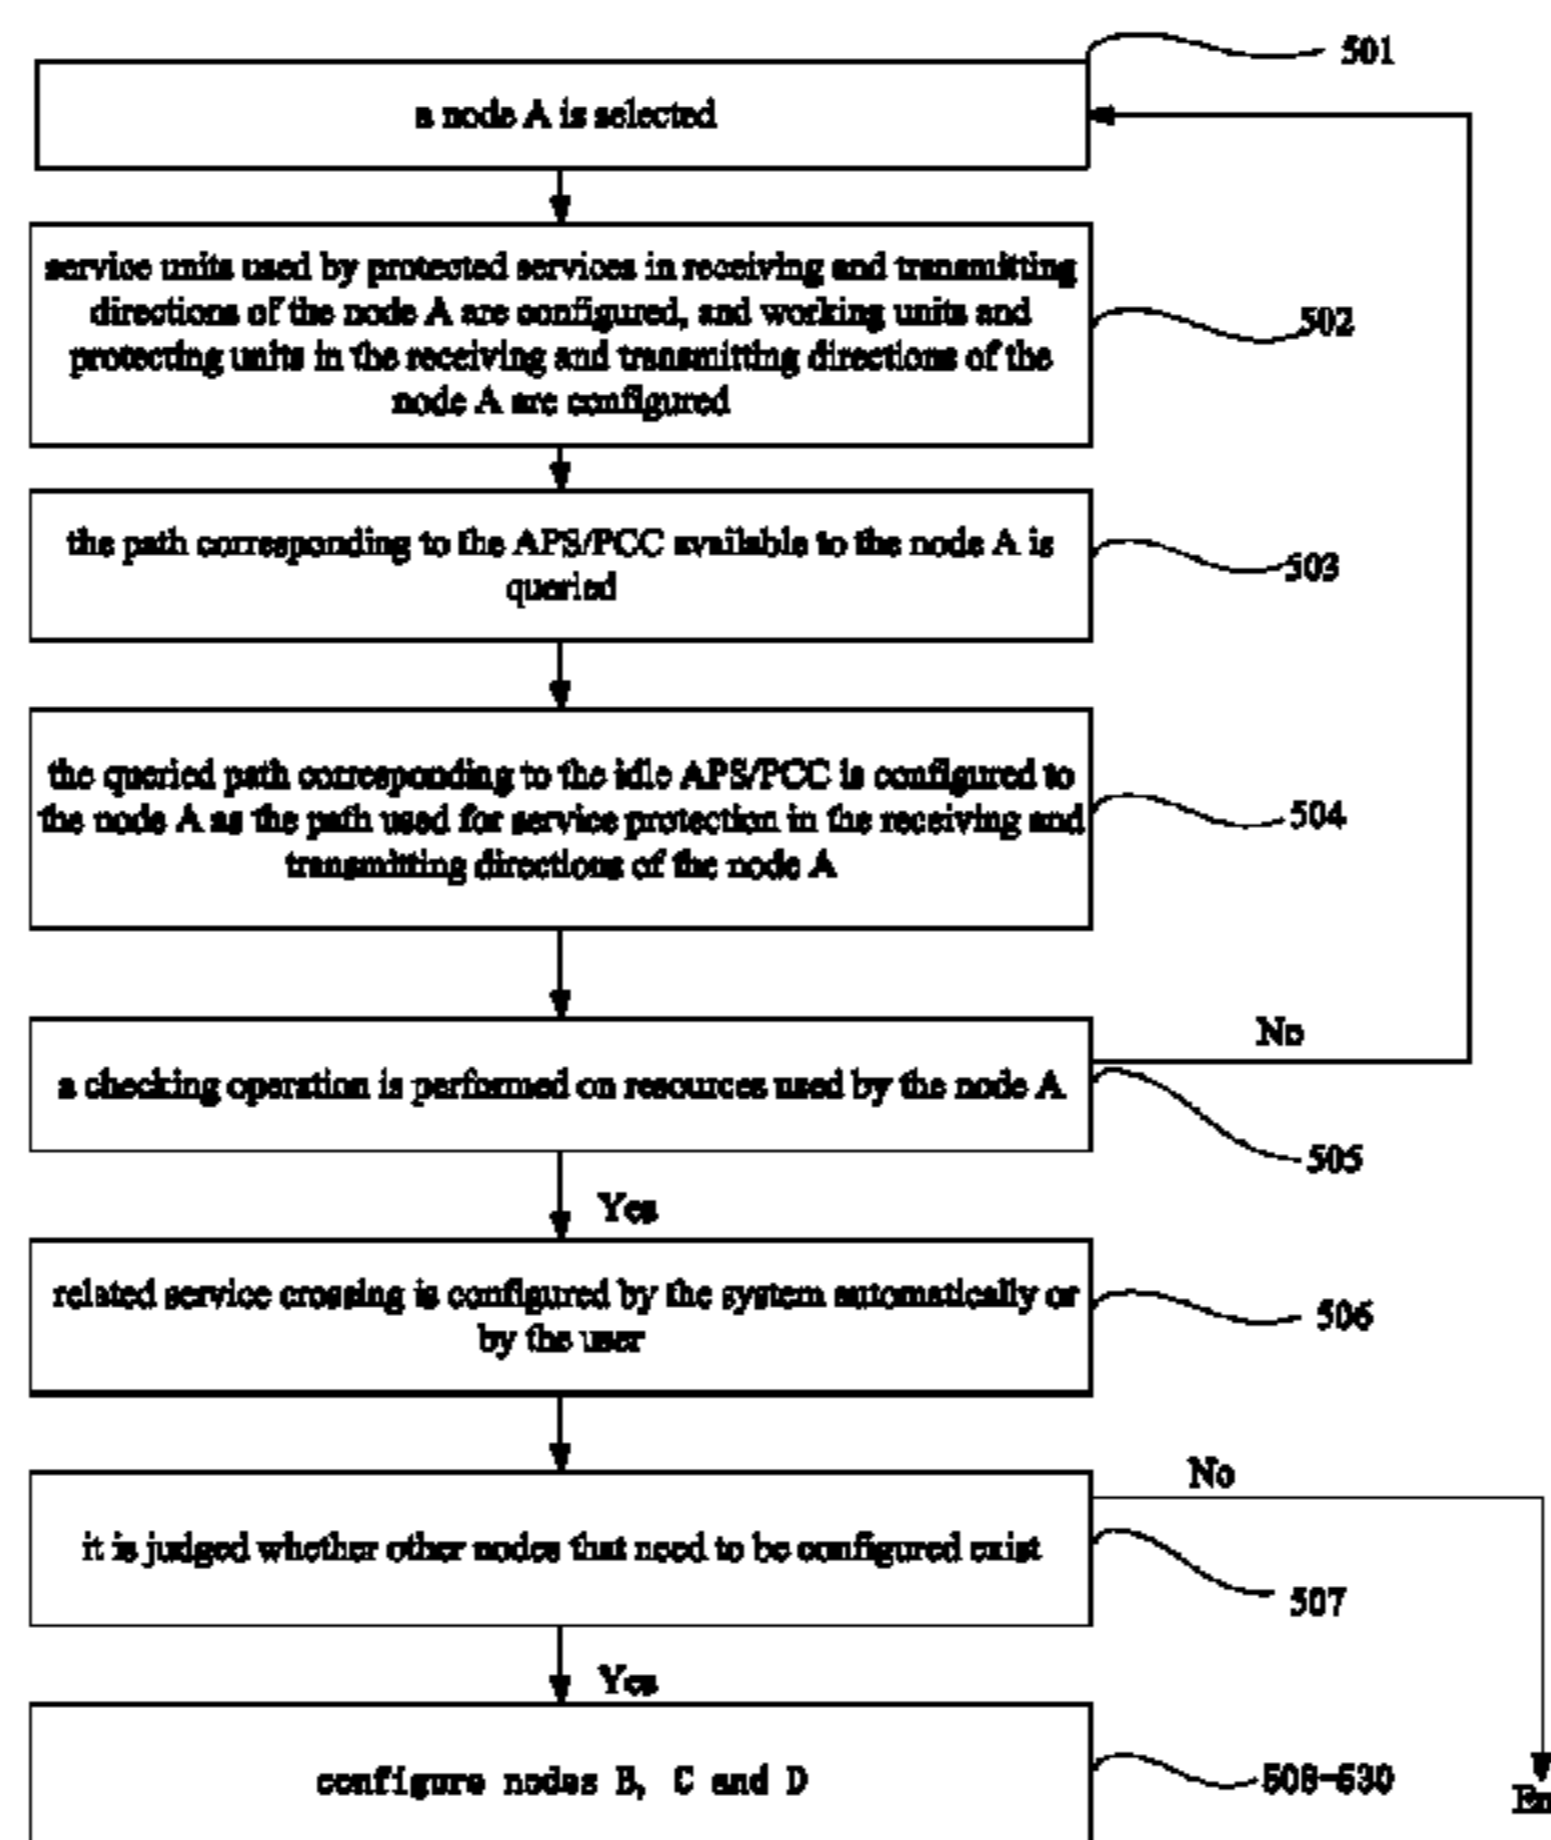 501
a node A is selected
service units used by protected services in receiving and transmitting
directions of the node A are configured, and working units and
protecting units in the receiving and transmitting directions of the
node A are configured
502
the path corresponding to the APS/PCC available to the node A is
queried
503
the queried path corresponding to the idle APS/PCC is configured to
the node A as the path used for service protection in the receiving and
transmitting directions of the node A
504
No
a checking operation is performed on resources used by the node A
505
Yes
related service crossing is configured by the system automatically or
by the user
506
No
it is judged whether other nodes that need to be configured exist
507
Yes
configure nodes B, C and D
508-530